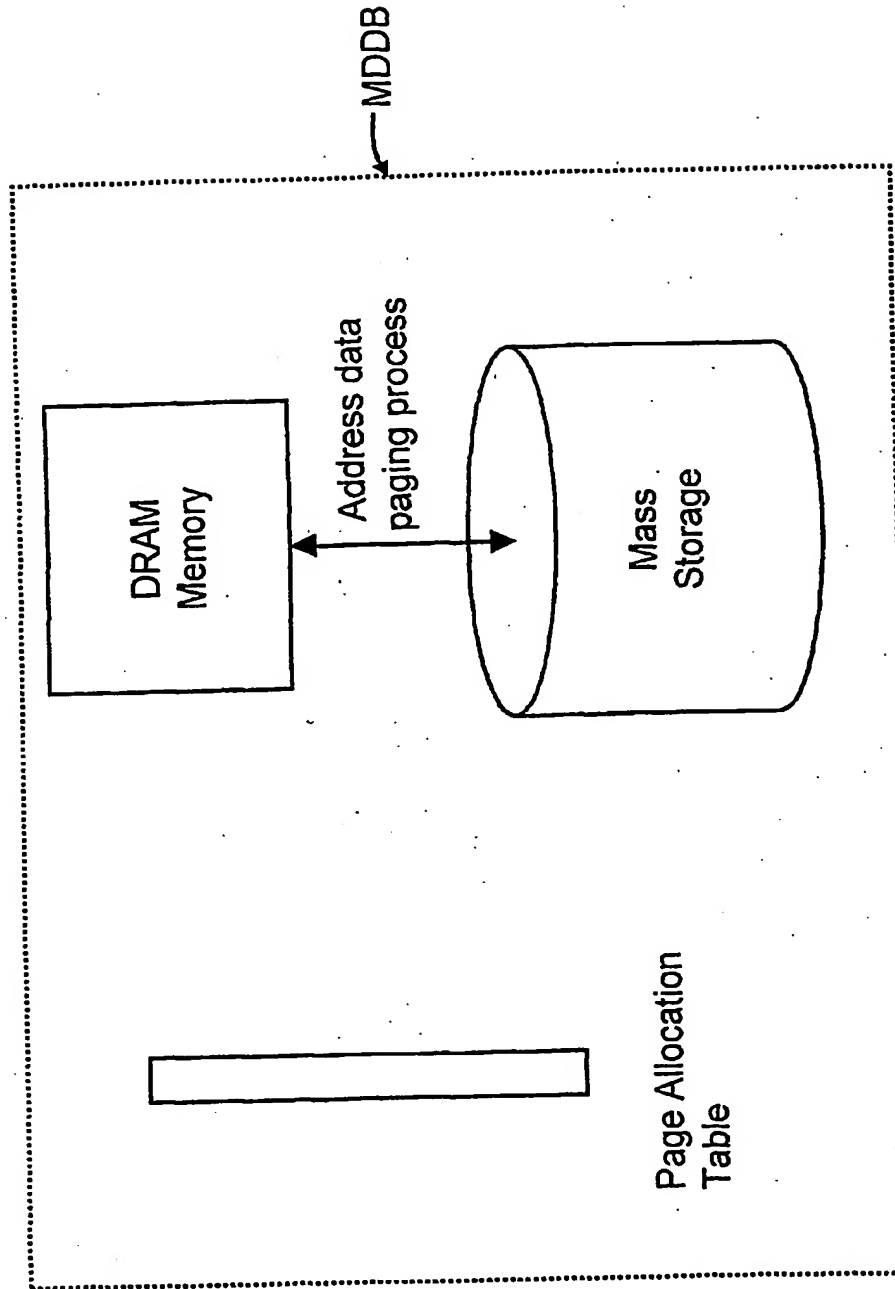 MDDB
DRAM
Memory
Address data
paging process
Mass
Storage
Page Allocation
Table